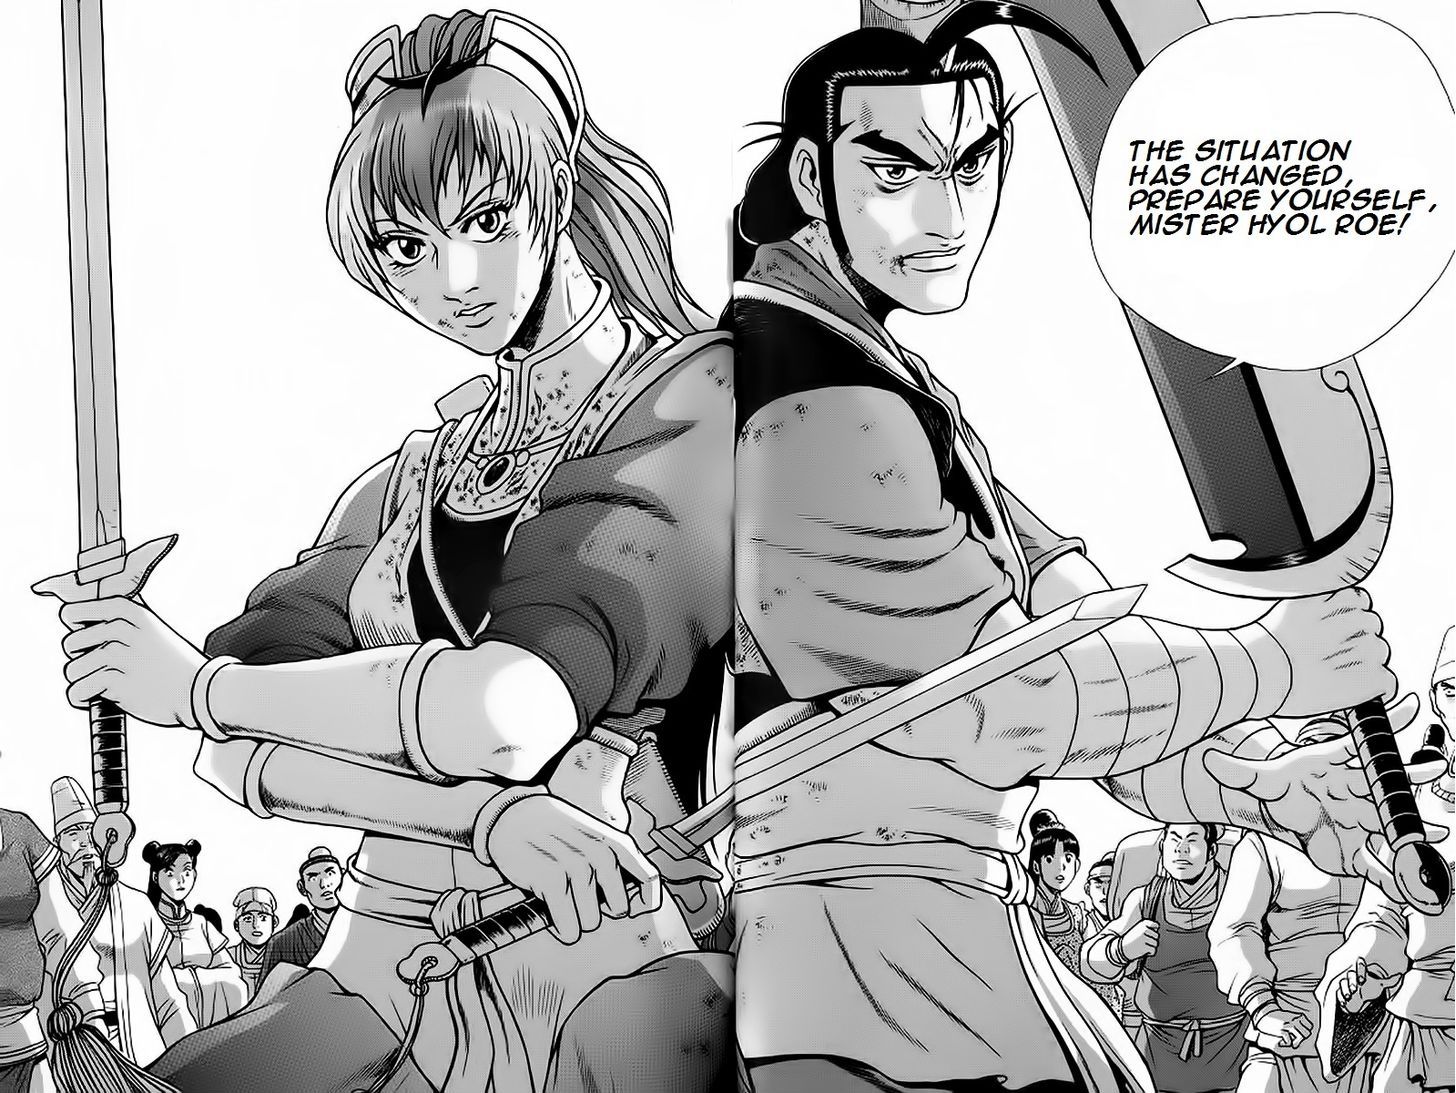 THE SITUATION
HAS CHANGED,
PREPARE YOURSELF,
MISTER HYOL ROE!